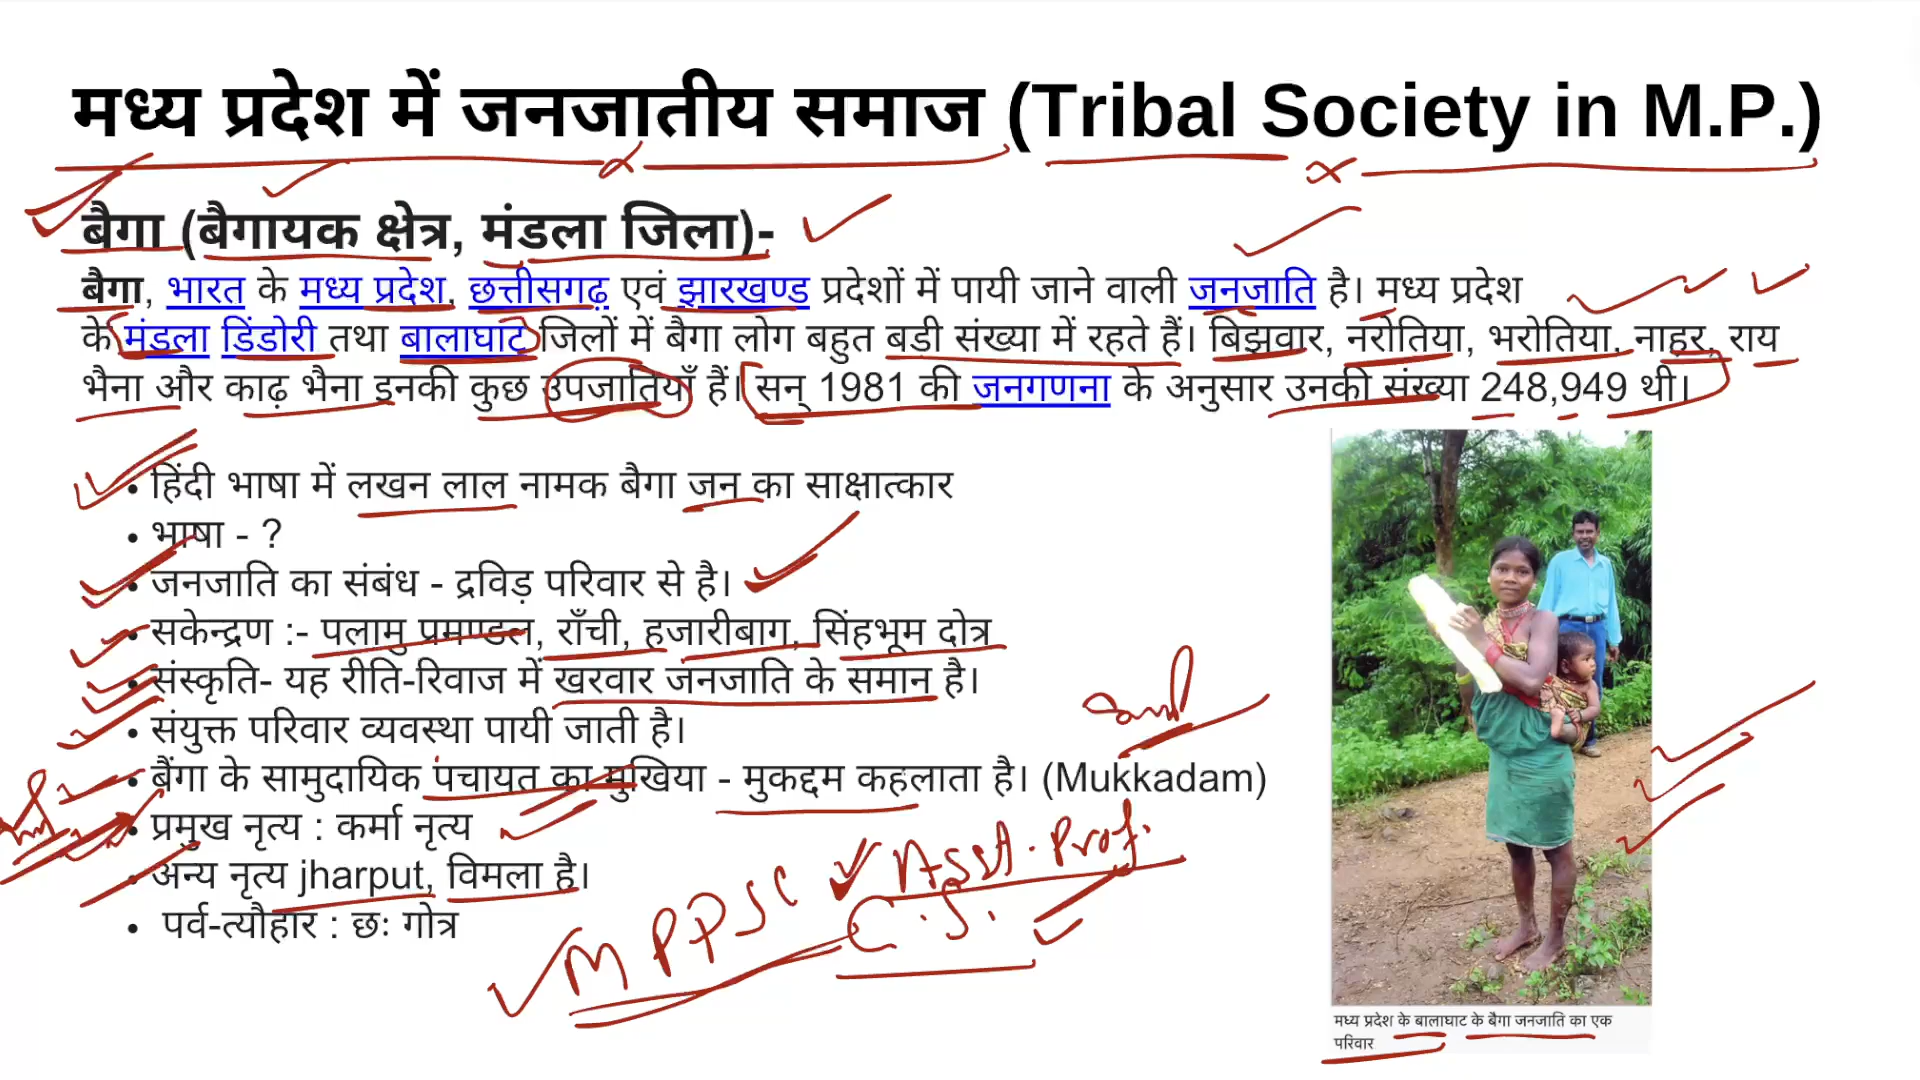 मध्य प्रदेश में जनजातीय समाज (Tribal Society in M.P.)
बैगा (बैगायक क्षेत्र, मंडला जिला)-
बैगा, भारत के मध्य प्रदेश, छत्तीसगढ़ एवं झारखण्ड प्रदेशों में पायी जाने वाली जनजाति है। मध्य प्रदेश
के मंडला डिंडोरी तथा बालाघाट जिलों में बैगा लोग बहुत बडी संख्या में रहते हैं। बिझवार, नरोतिया, भरोतिया, नाहर, राय
भैना और काढ़ भैना इनकी कुछ उपजातियाँ हैं। सन् 1981 की जनगणना के अनुसार उनकी संख्या 248,949 थी।
• हिंदी भाषा में लखन लाल नामक बैगा जन का साक्षात्कार
• भाषा - ?
• जनजाति का संबंध - द्रविड़ परिवार से है।
• सकेन्द्रण :- पलामु प्रमण्डल, राँची, हजारीबाग, सिंहभूम दोत्र
• संस्कृति- यह रीति-रिवाज में खरवार जनजाति के समान है।
• संयुक्त परिवार व्यवस्था पायी जाती है।
• बैंगा के सामुदायिक पंचायत का मुखिया - मुकद्दम कहलाता है। (Mukkadam)
• प्रमुख नृत्य : कर्मा नृत्य
• अन्य नृत्य jharput, विमला है।
• पर्व-त्यौहार : छः गोत्र
Asst. Prof.
MPPSC C.S.
मध्य प्रदेश के बालाघाट के बैगा जनजाति का एक
परिवार